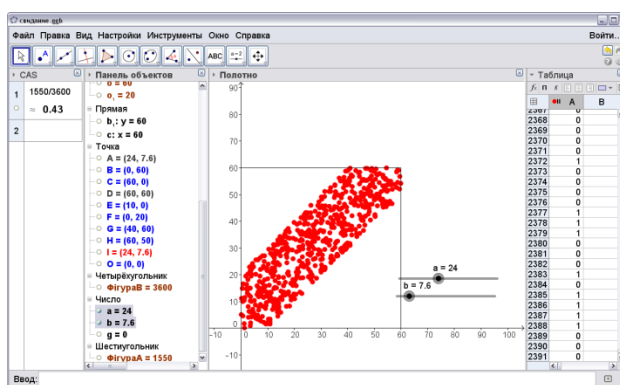 свидание.ggb
Файл Правка Вид Настройки Инструменты Окно Справка
Войти...
ABC a=2
CAS
Панель объектов
Полотно
Таблица
1 1550/3600
≈ 0.43
2
o = 60
o₁ = 20
Прямая
b₁: y = 60
c: x = 60
Точка
A = (24, 7.6)
B = (0, 60)
C = (60, 0)
D = (60, 60)
E = (10, 0)
F = (0, 20)
G = (40, 60)
H = (60, 50)
I = (24, 7.6)
O = (0, 0)
Четырёхугольник
ФигураB = 3600
Число
a = 24
b = 7.6
g = 0
Шестиугольник
ФигураA = 1550
90
80
70
60
50
40
30
20
10
0
-10
-10 0 10 20 30 40 50 60 70 80 90 100
a = 24
b = 7.6
A B
2367 0
2368 0
2369 0
2370 0
2371 0
2372 1
2373 0
2374 0
2375 0
2376 0
2377 1
2378 1
2379 1
2380 0
2381 0
2382 0
2383 1
2384 0
2385 1
2386 1
2387 1
2388 1
2389 0
2390 0
2391 0
Ввод: